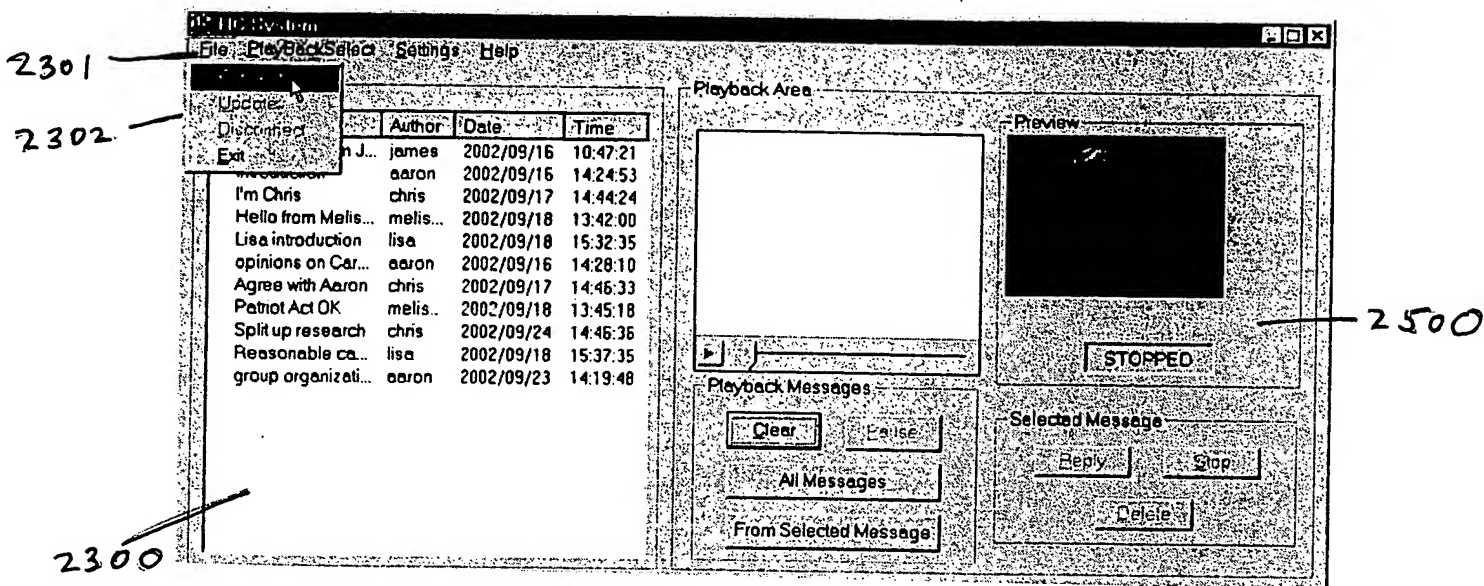 HC System
File PlayBackSelect Settings Help
2301
Update
Disconnect
Exit
2302
Author Date Time
n J... james 2002/09/16 10:47:21
Introduction aaron 2002/09/16 14:24:53
I'm Chris chris 2002/09/17 14:44:24
Hello from Melis... melis... 2002/09/18 13:42:00
Lisa introduction lisa 2002/09/18 15:32:35
opinions on Car... aaron 2002/09/16 14:28:10
Agree with Aaron chris 2002/09/17 14:46:33
Patriot Act OK melis.. 2002/09/18 13:45:18
Split up research chris 2002/09/24 14:46:36
Reasonable ca... lisa 2002/09/18 15:37:35
group organizati... aaron 2002/09/23 14:19:48
2300
Playback Area
Preview
STOPPED
2500
Playback Messages
Clear Pause
All Messages
From Selected Message
Selected Message
Reply Stop
Delete